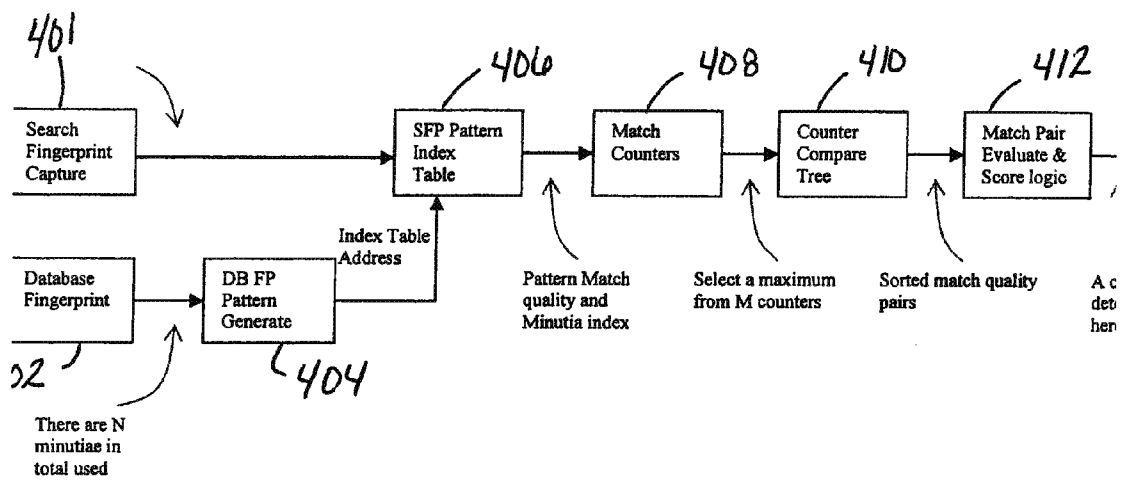 401
406
408
410
412
Search
Fingerprint
Capture
SFP Pattern
Index
Table
Match
Counters
Counter
Compare
Tree
Match Pair
Evaluate &
Score logic
Index Table
Address
Database
Fingerprint
DB FP
Pattern
Generate
Pattern Match
quality and
Minutia index
Select a maximum
from M counters
Sorted match quality
pairs
A
02
404
There are N
minutiae in
total used